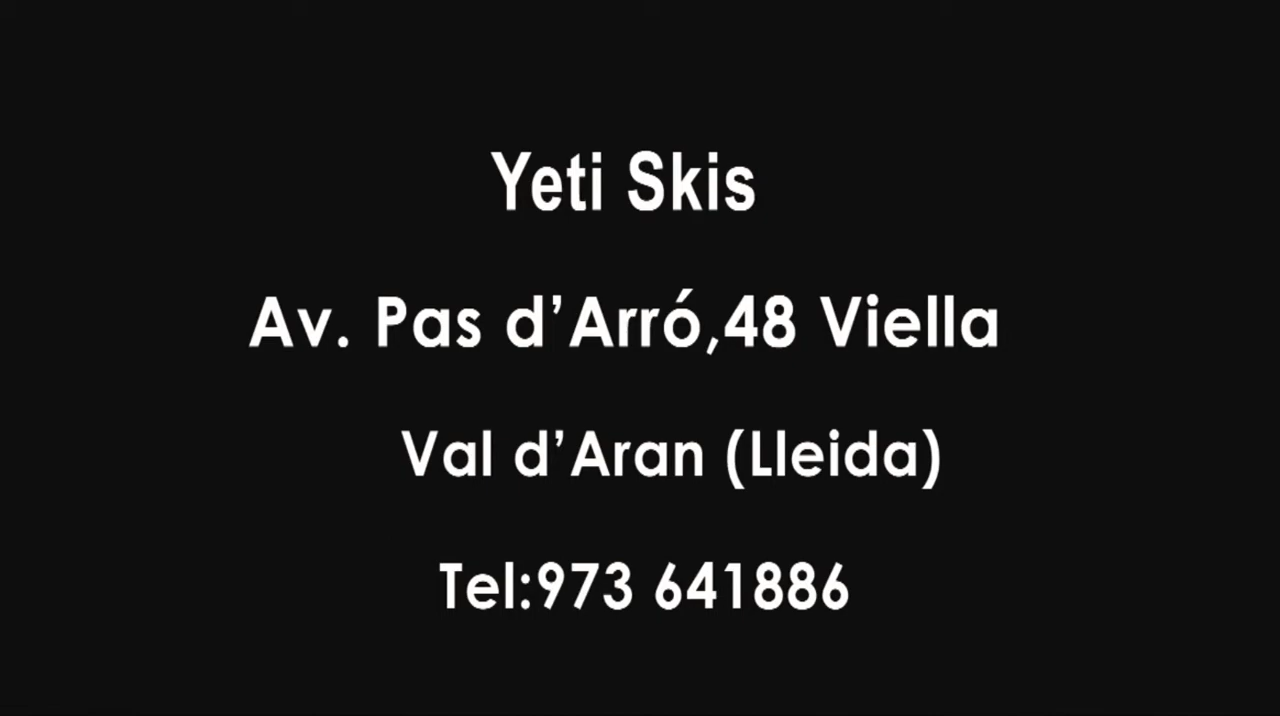 Yeti Skis
Av. Pas d’Arró,48 Viella
Val d’Aran (Lleida)
Tel:973 641886